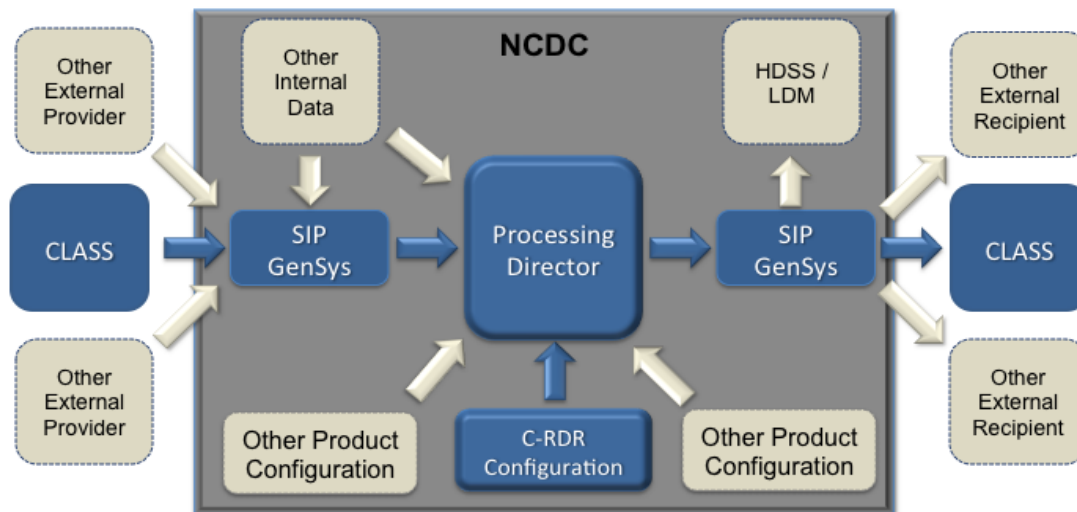 NCDC
Other
External
Provider
Other
Internal
Data
HDSS /
LDM
Other
External
Recipient
CLASS
SIP
GenSys
Processing
Director
SIP
GenSys
CLASS
Other
External
Provider
Other Product
Configuration
C-RDR
Configuration
Other Product
Configuration
Other
External
Recipient